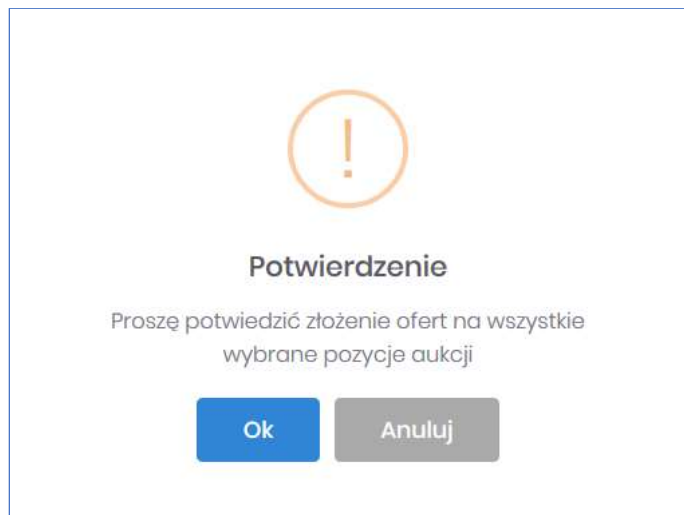 !
Potwierdzenie
Proszę potwiedzić złożenie ofert na wszystkie
wybrane pozycje aukcji
Ok Anuluj